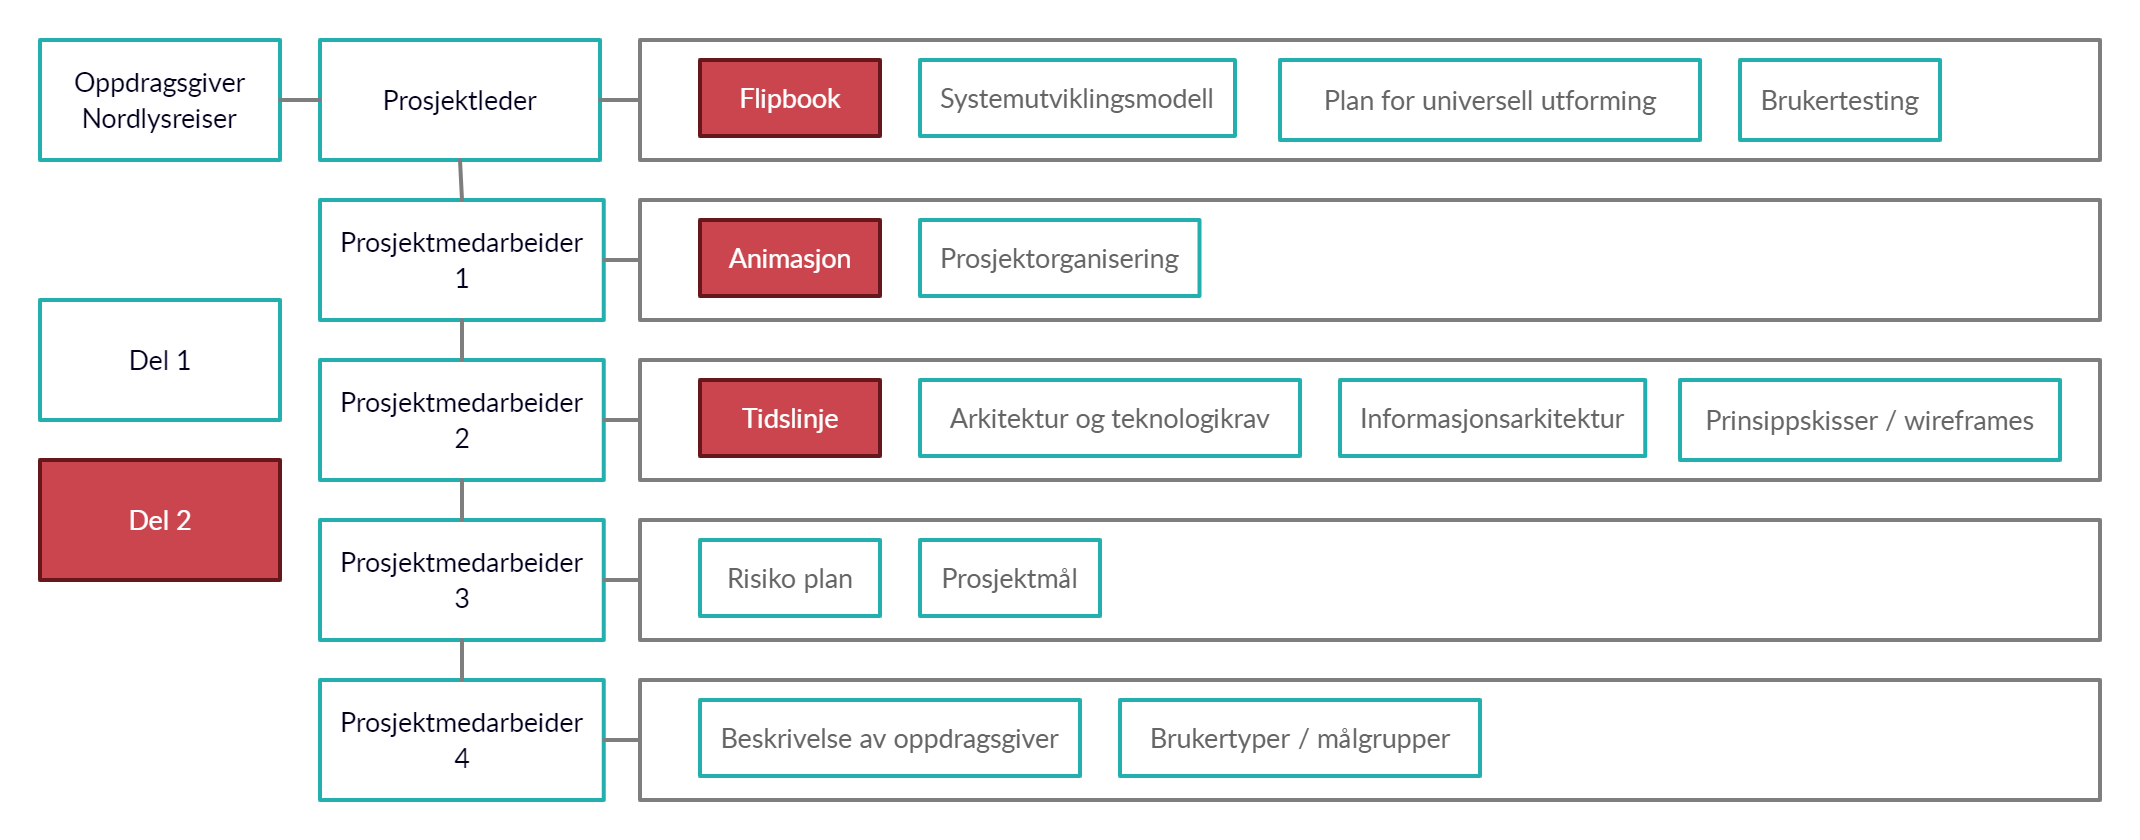 Oppdragsgiver
Nordlysreiser
Prosjektleder
Flipbook
Systemutviklingsmodell
Plan for universell utforming
Brukertesting
Prosjektmedarbeider
1
Animasjon
Prosjektorganisering
Del 1
Prosjektmedarbeider
2
Tidslinje
Arkitektur og teknologikrav
Informasjonsarkitektur
Prinsippskisser / wireframes
Del 2
Prosjektmedarbeider
3
Risiko plan
Prosjektmål
Prosjektmedarbeider
4
Beskrivelse av oppdragsgiver
Brukertyper / målgrupper